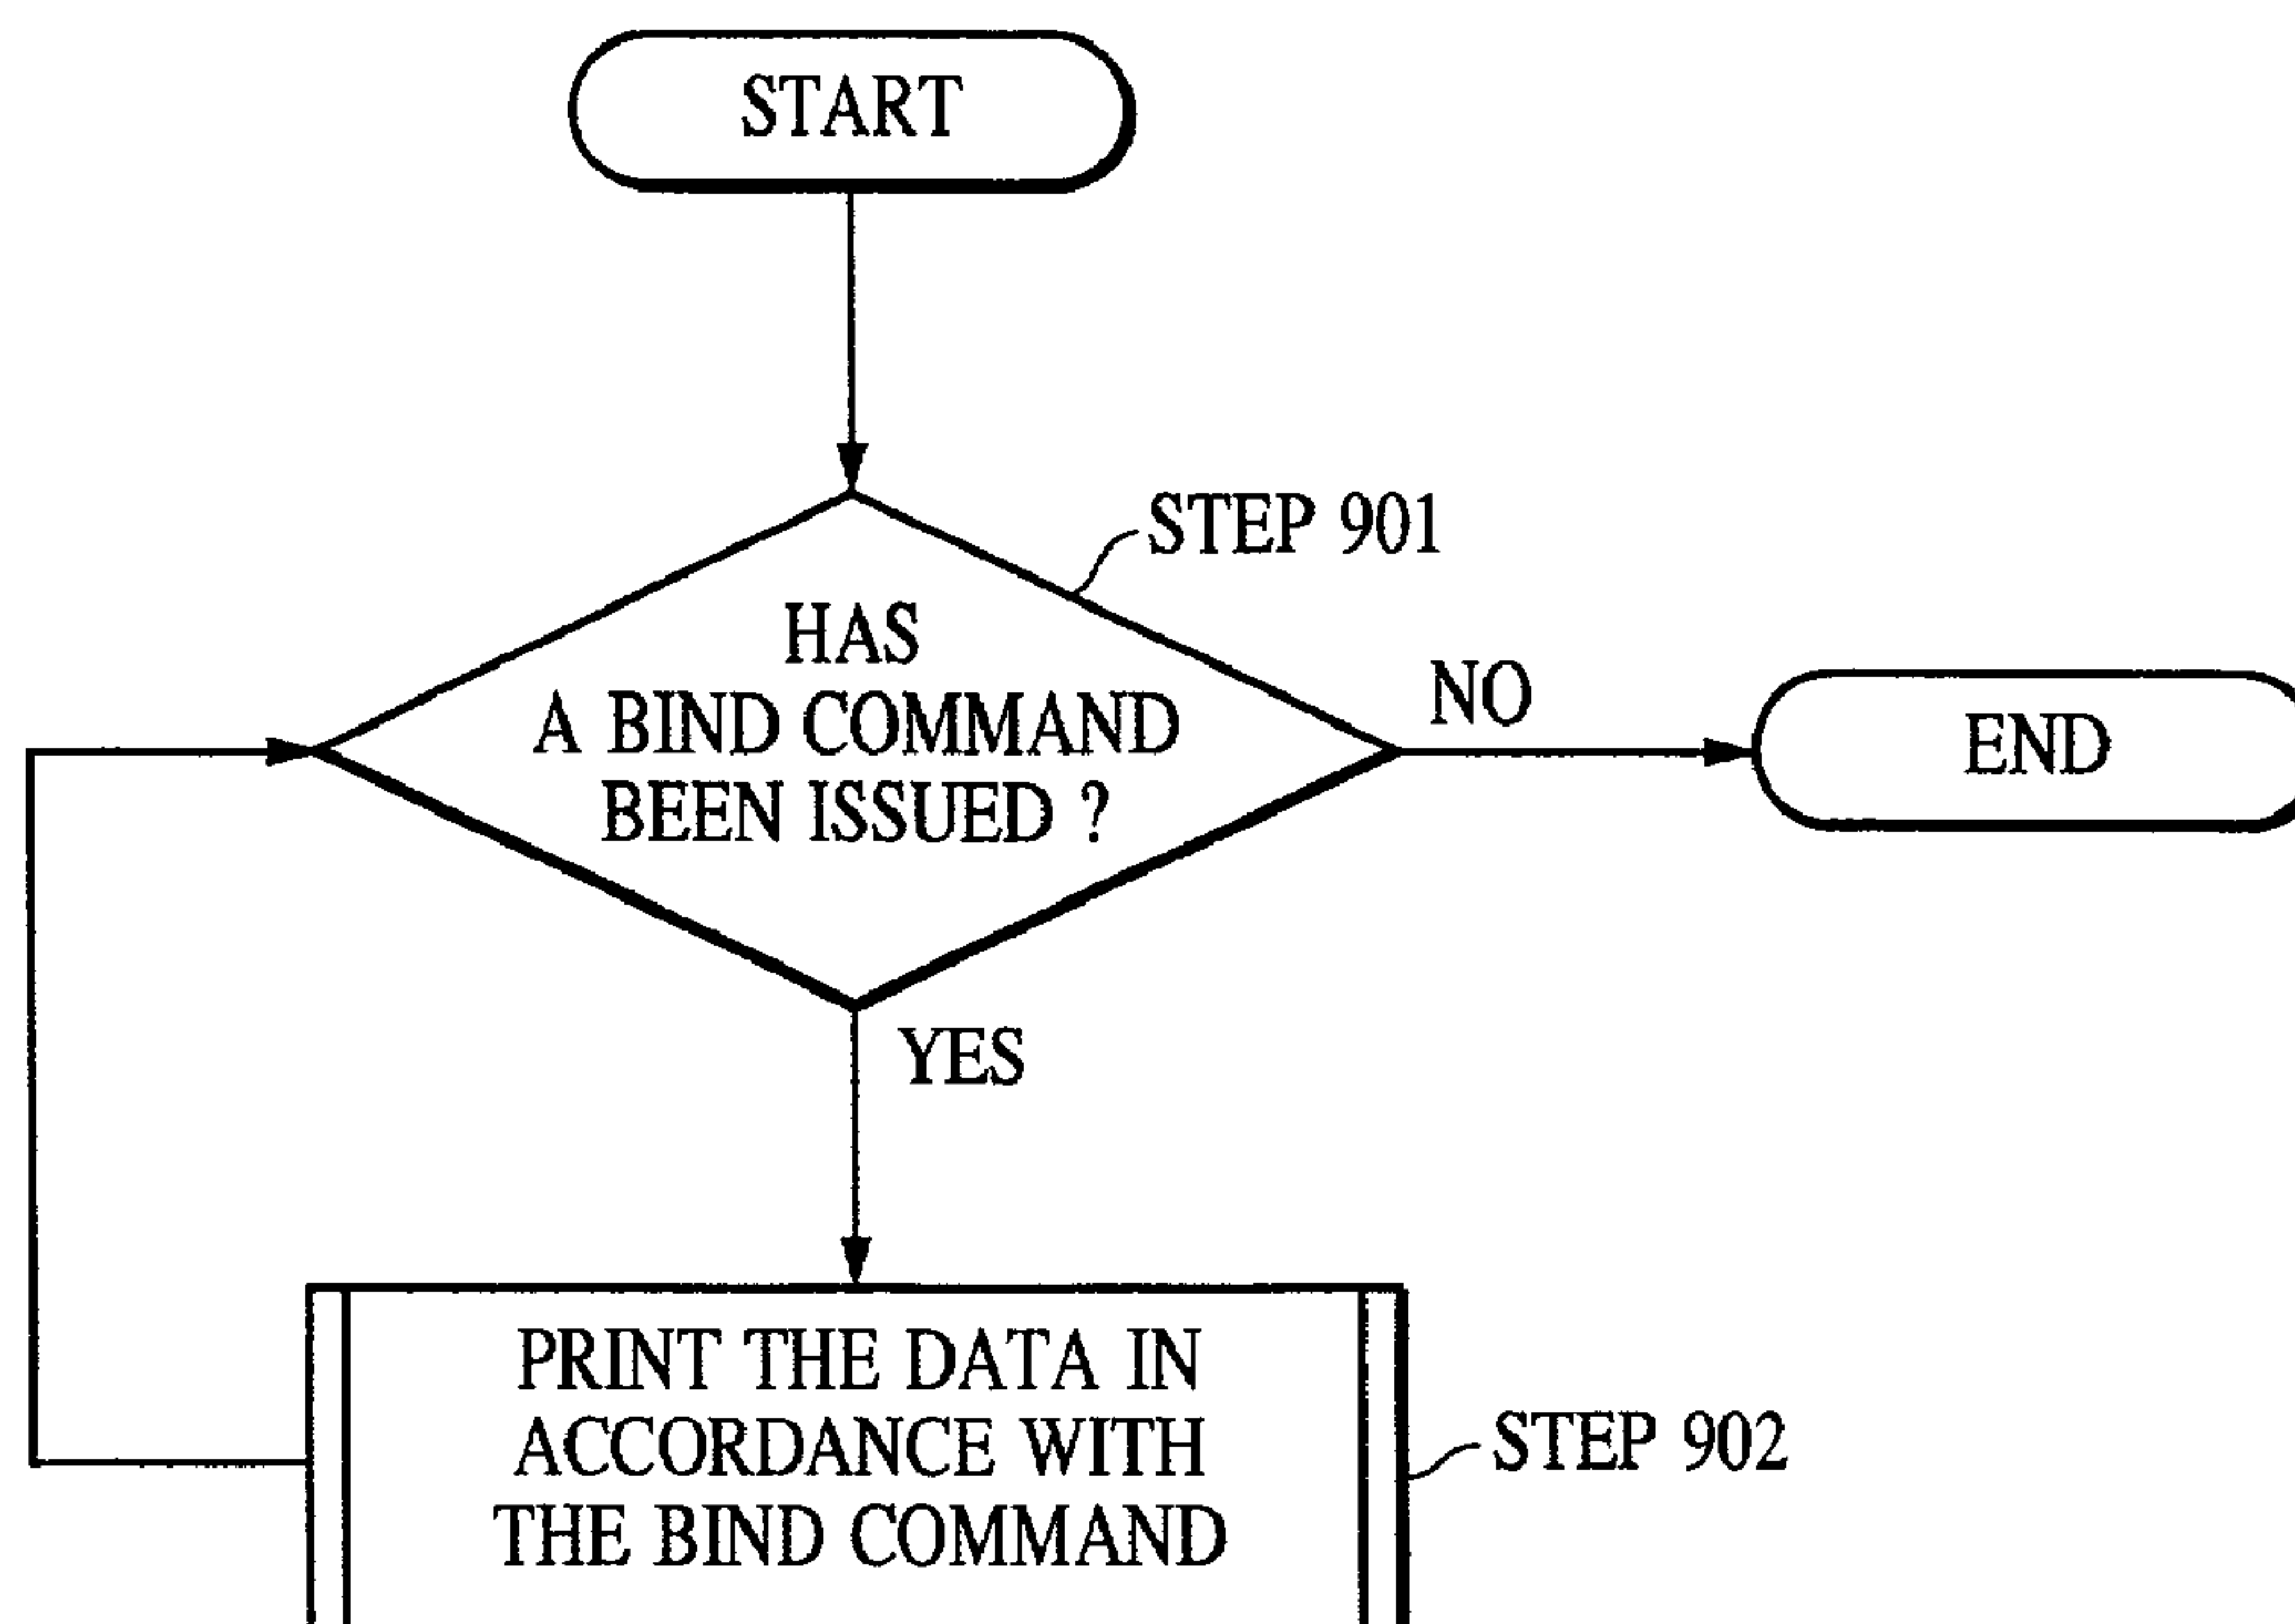 START
STEP 901
HAS
A BIND COMMAND
BEEN ISSUED ?
NO
END
YES
PRINT THE DATA IN
ACCORDANCE WITH
THE BIND COMMAND
STEP 902